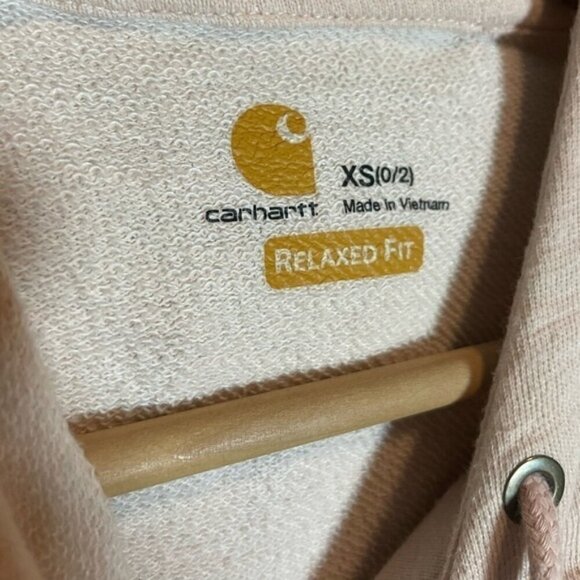 carhartt
XS(0/2)
Made in Vietnam
RELAXED FIT